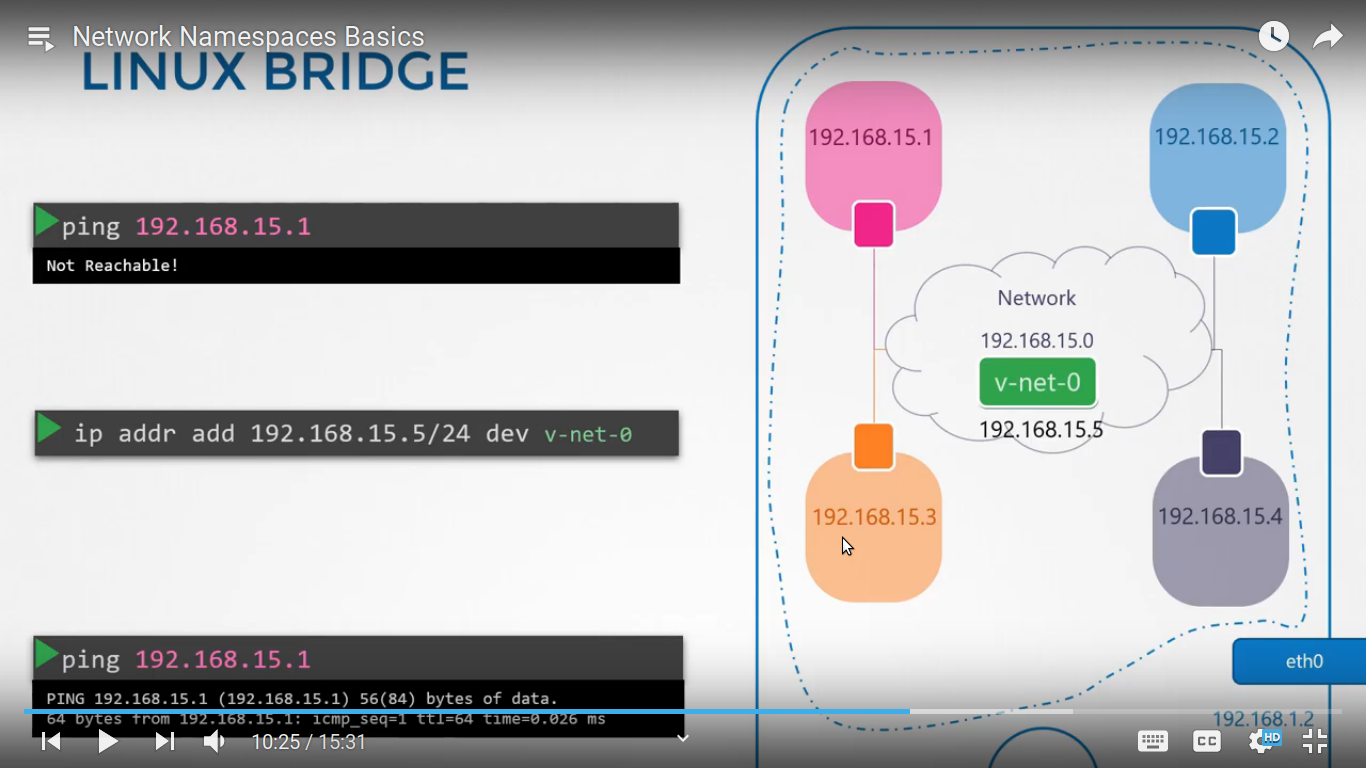 Network Namespaces Basics
LINUX BRIDGE
ping 192.168.15.1
Not Reachable!
ip addr add 192.168.15.5/24 dev v-net-0
ping 192.168.15.1
PING 192.168.15.1 (192.168.15.1) 56(84) bytes of data.
64 bytes from 192.168.15.1: icmp_seq=1 ttl=64 time=0.026 ms
192.168.15.1
192.168.15.2
Network
192.168.15.0
v-net-0
192.168.15.5
192.168.15.3
192.168.15.4
eth0
192.168.1.2
10:25 / 15:31
CC
HD